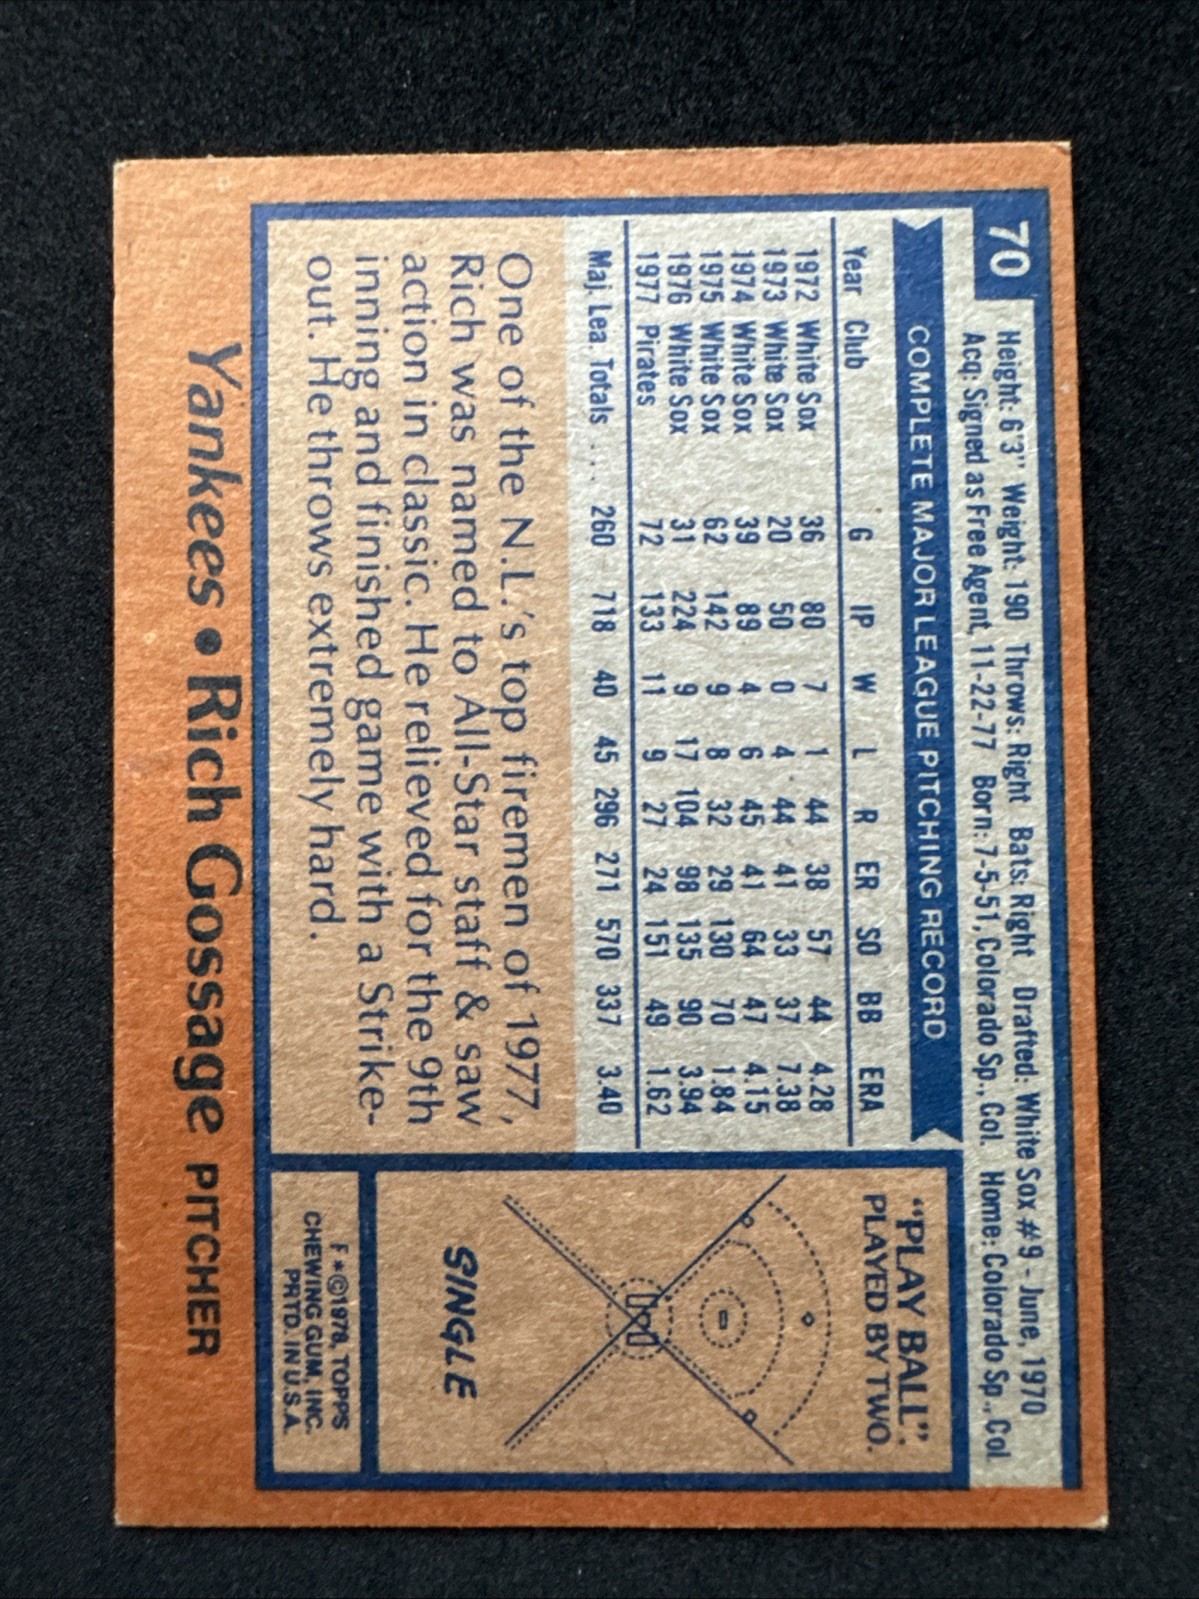 70
Height: 6'3" Weight: 190 Throws: Right Bats: Right Drafted: White Sox #9 - June, 1970
Acq: Signed as Free Agent, 11-22-77 Born: 7-5-51, Colorado Sp., Col. Home: Colorado Sp., Col.
COMPLETE MAJOR LEAGUE PITCHING RECORD
Year Club G IP W L R ER SO BB ERA
1972 White Sox 36 80 7 1 44 38 57 44 4.28
1973 White Sox 20 50 0 4 44 41 33 37 7.38
1974 White Sox 39 89 4 6 45 41 64 47 4.15
1975 White Sox 62 142 9 8 32 29 130 70 1.84
1976 White Sox 31 224 9 17 104 98 135 90 3.94
1977 Pirates 72 133 11 9 27 24 151 49 1.62
Maj. Lea. Totals .... 260 718 40 45 296 271 570 337 3.40
One of the N.L.'s top firemen of 1977,
Rich was named to All-Star staff & saw
action in classic. He relieved for the 9th
inning and finished game with a Strike-
out. He throws extremely hard.
"PLAY BALL":
PLAYED BY TWO.
SINGLE
F*©1978, TOPPS
CHEWING GUM, INC.
PRTD. IN U.S.A.
Yankees • Rich Gossage PITCHER